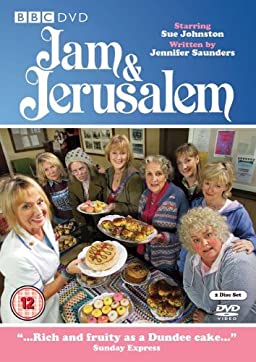 BBC DVD
Starring
Sue Johnston
Written by
Jennifer Saunders
Jam
& Jerusalem
12
2 Disc Set
DVD
VIDEO
"...Rich and fruity as a Dundee cake..."
Sunday Express